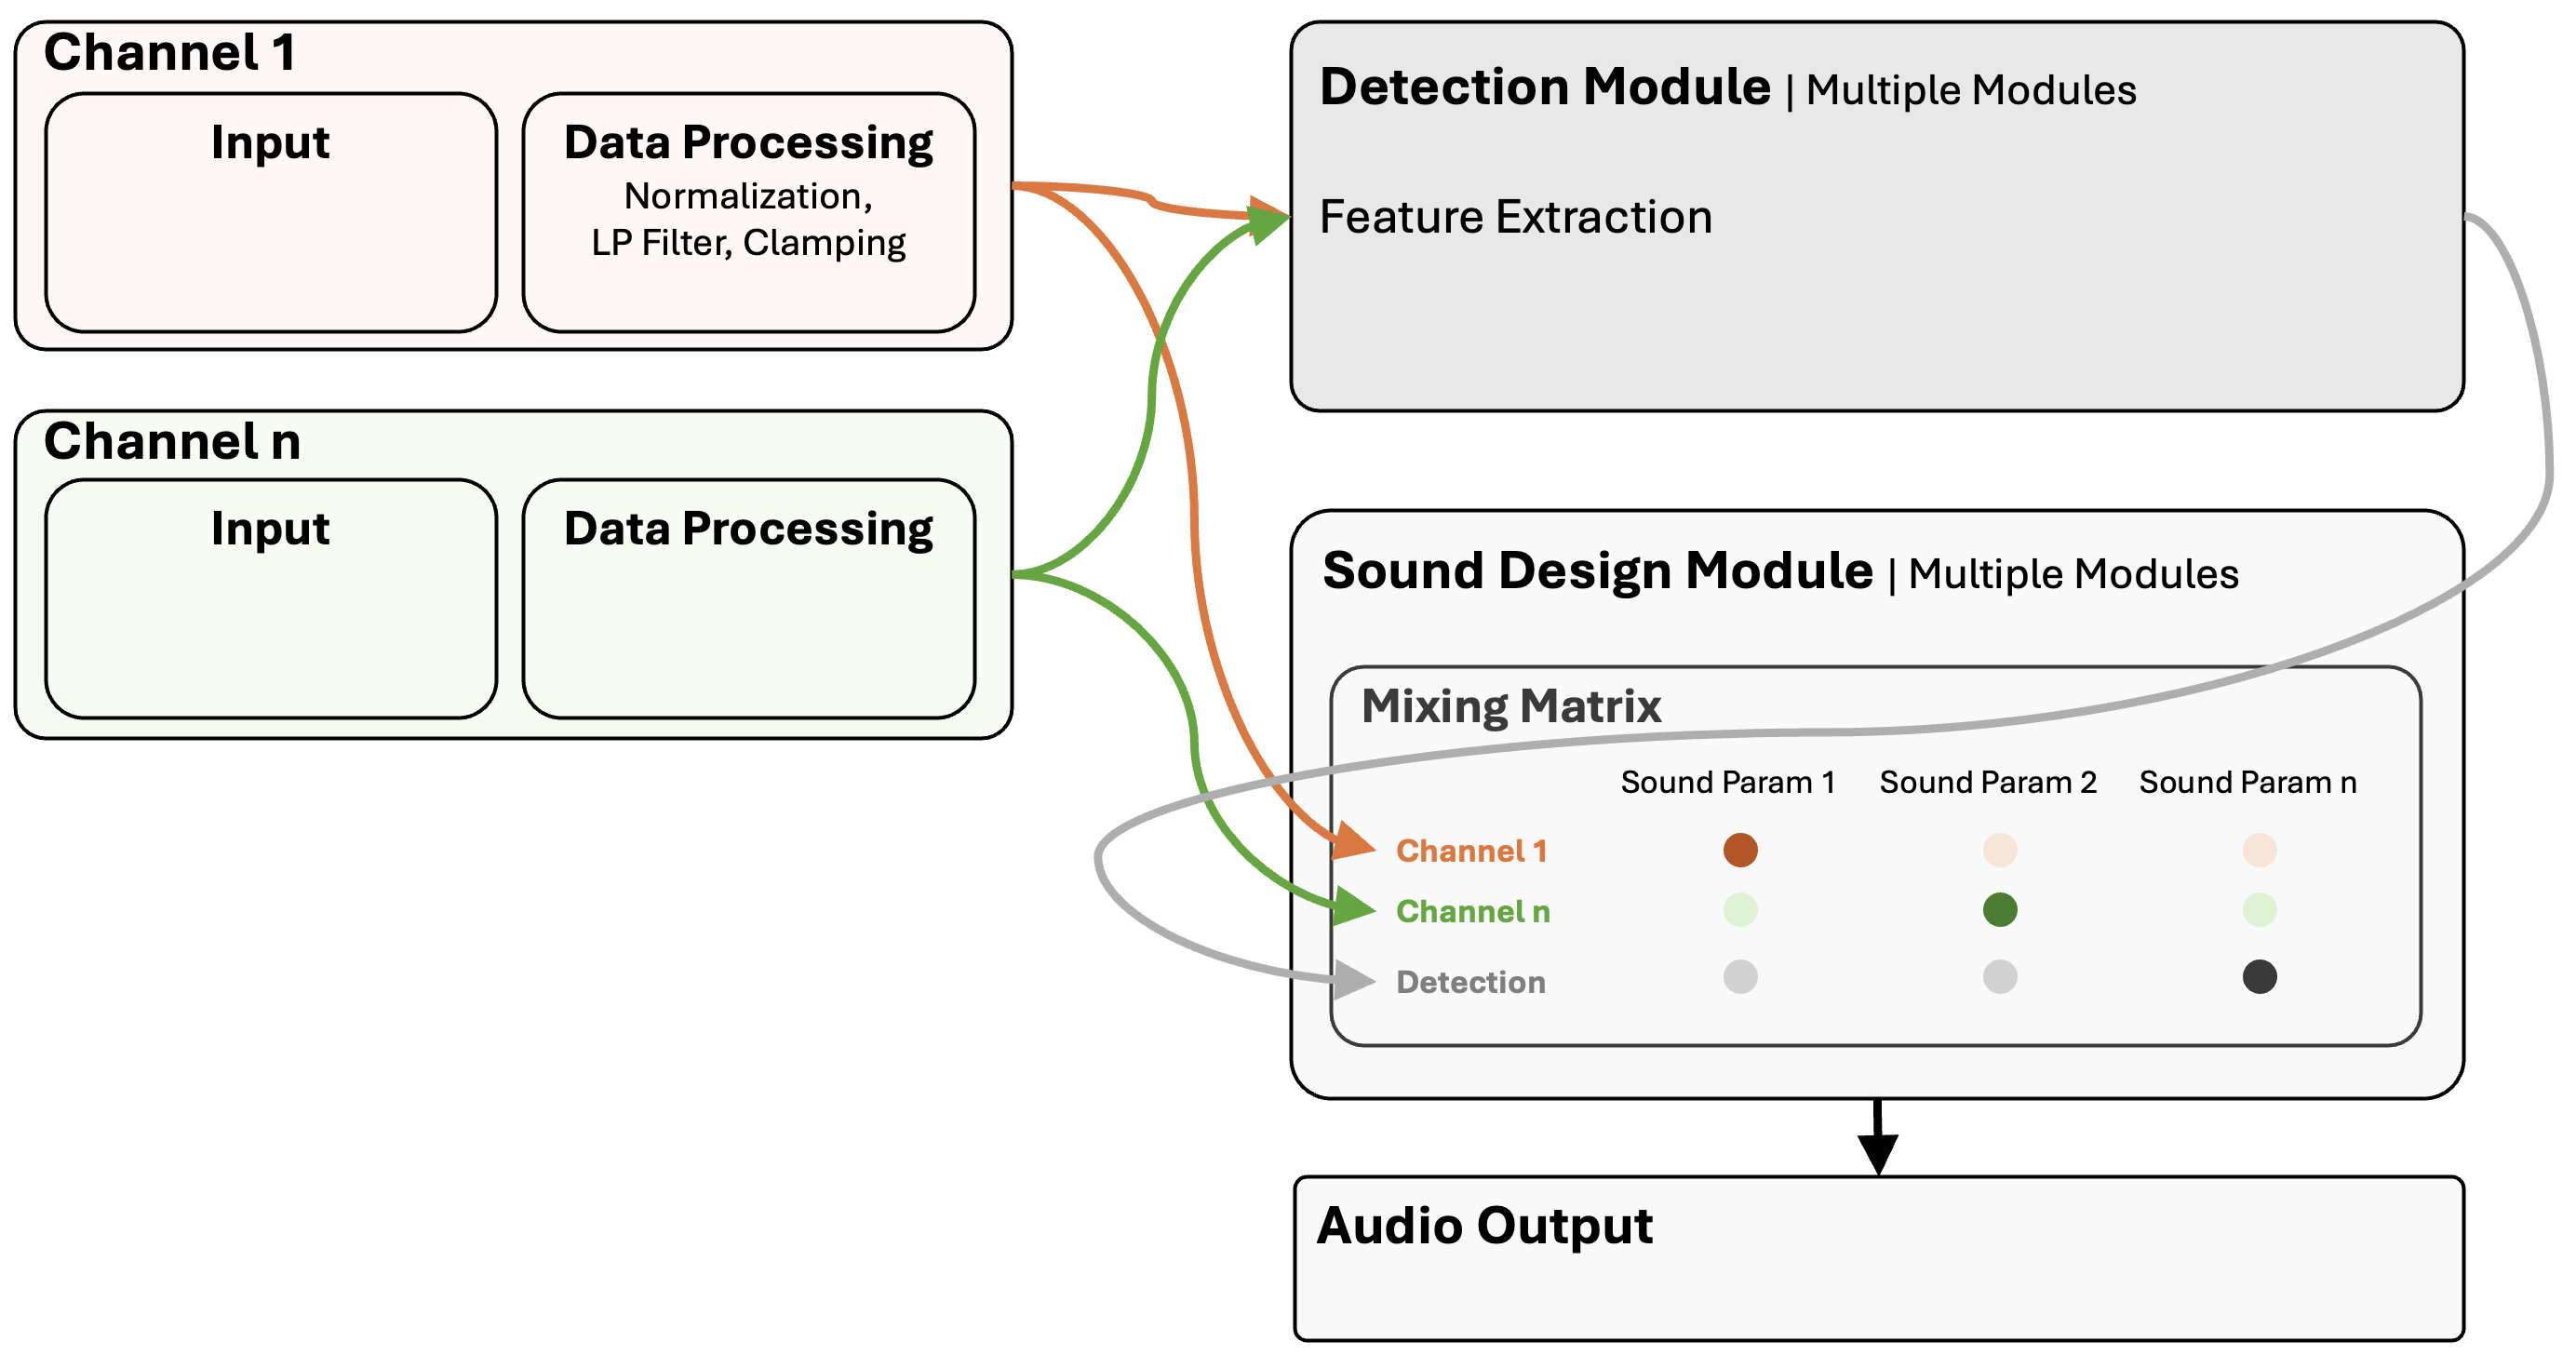 Channel 1
Input
Data Processing
Normalization,
LP Filter, Clamping
Channel n
Input
Data Processing
Detection Module | Multiple Modules
Feature Extraction
Sound Design Module | Multiple Modules
Mixing Matrix
Sound Param 1 Sound Param 2 Sound Param n
Channel 1
Channel n
Detection
Audio Output